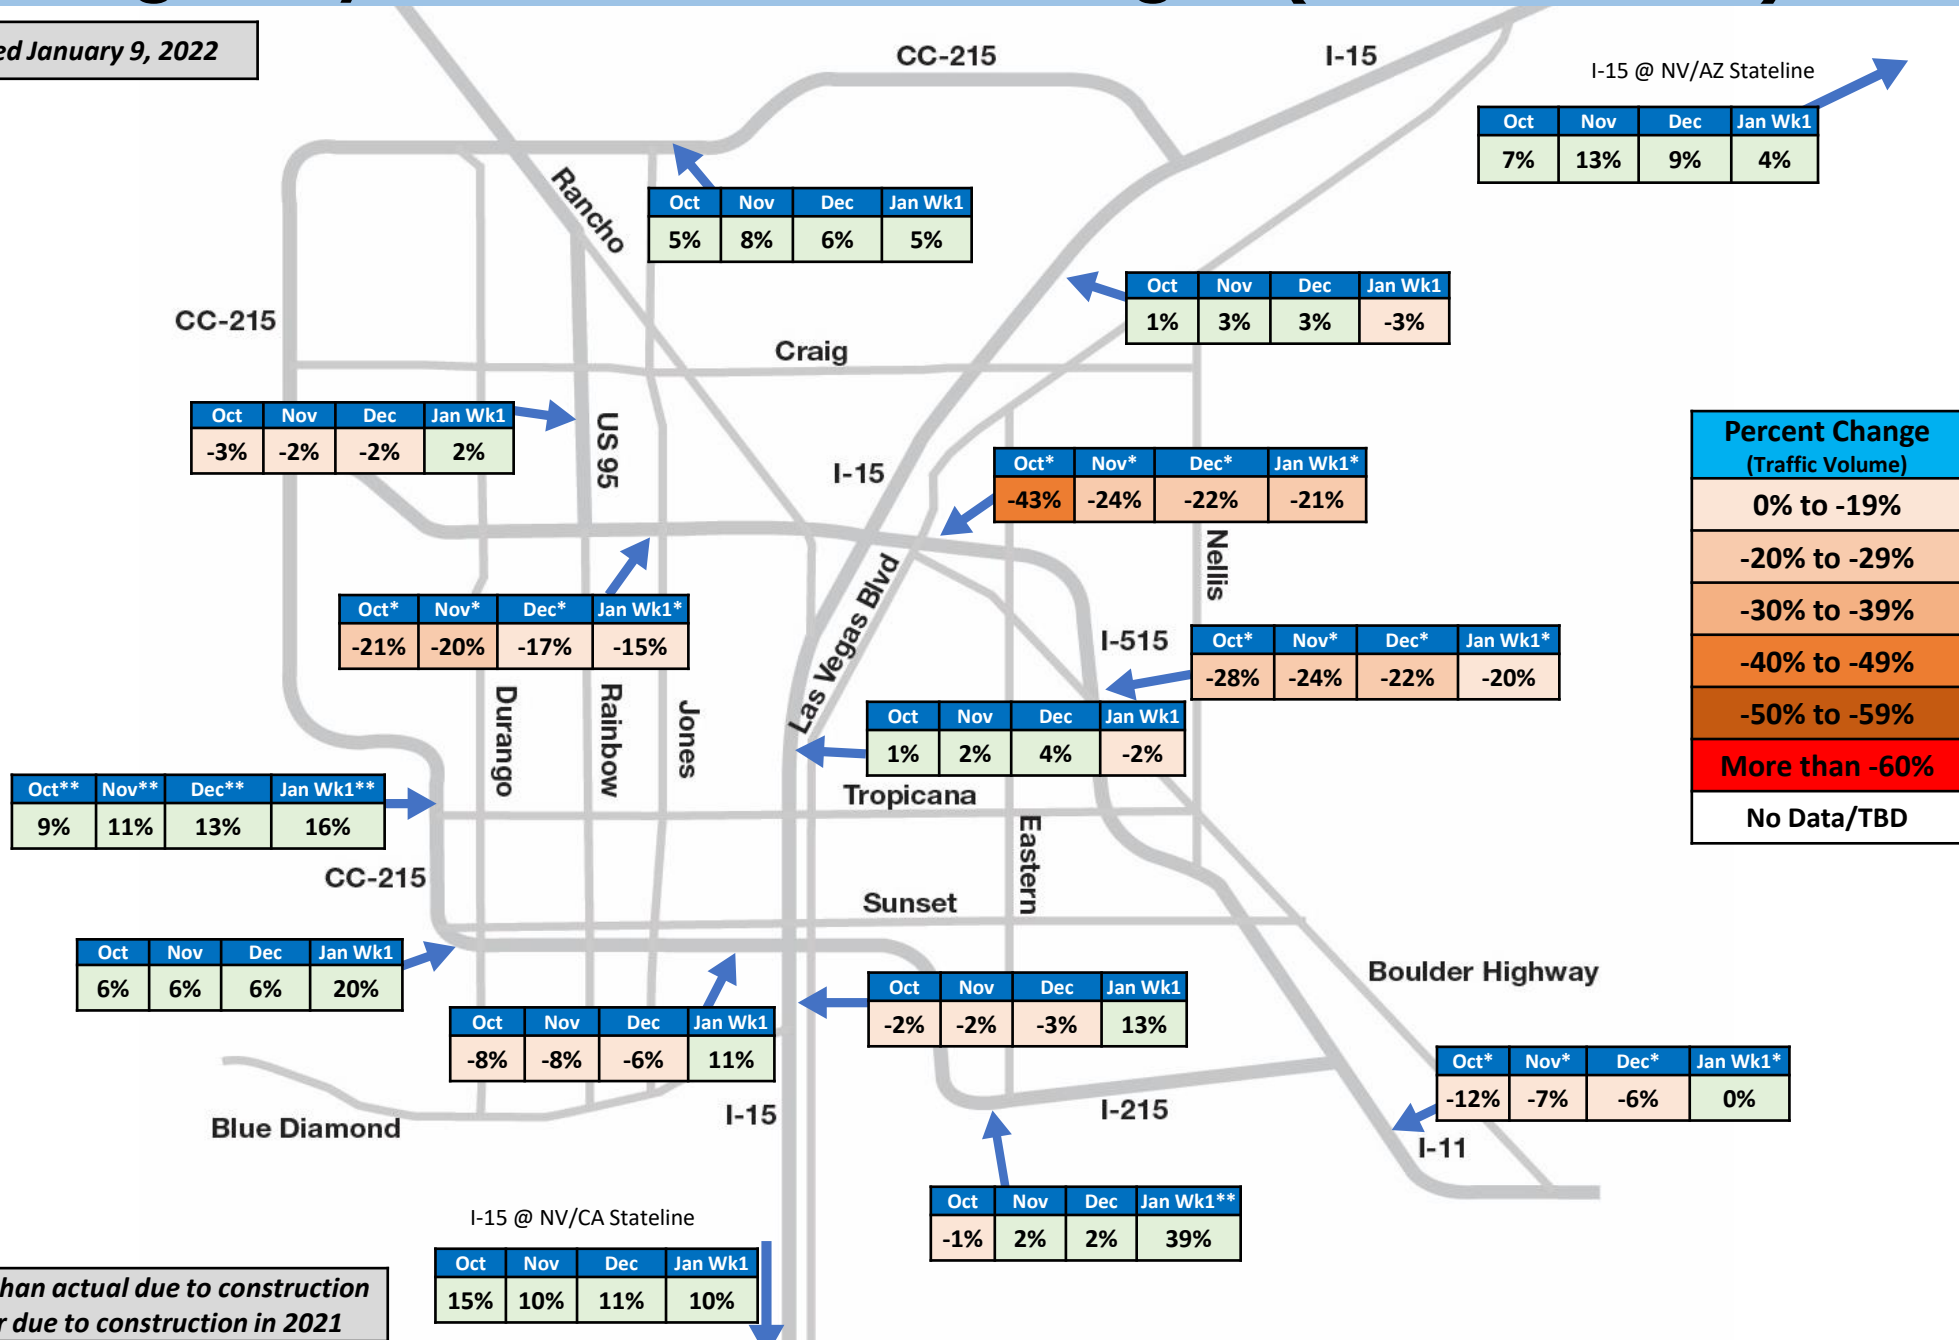 January 9, 2022
CC-215
I-15
I-15 @ NV/AZ Stateline
Oct Nov Dec Jan Wk1
7% 13% 9% 4%
Rancho
Oct Nov Dec Jan Wk1
5% 8% 6% 5%
Oct Nov Dec Jan Wk1
1% 3% 3% -3%
CC-215
Craig
Oct Nov Dec Jan Wk1
-3% -2% -2% 2%
US 95
I-15
Oct* Nov* Dec* Jan Wk1*
-43% -24% -22% -21%
Percent Change
(Traffic Volume)
0% to -19%
-20% to -29%
-30% to -39%
-40% to -49%
-50% to -59%
More than -60%
No Data/TBD
Nellis
Las Vegas Blvd
Oct* Nov* Dec* Jan Wk1*
-21% -20% -17% -15%
I-515
Oct* Nov* Dec* Jan Wk1*
-28% -24% -22% -20%
Durango
Rainbow
Jones
Oct Nov Dec Jan Wk1
1% 2% 4% -2%
Oct** Nov** Dec** Jan Wk1**
9% 11% 13% 16%
Tropicana
Eastern
CC-215
Sunset
Oct Nov Dec Jan Wk1
6% 6% 6% 20%
Boulder Highway
Oct Nov Dec Jan Wk1
-2% -2% -3% 13%
Oct Nov Dec Jan Wk1
-8% -8% -6% 11%
Oct* Nov* Dec* Jan Wk1*
-12% -7% -6% 0%
Blue Diamond
I-15
I-215
I-11
Oct Nov Dec Jan Wk1**
-1% 2% 2% 39%
I-15 @ NV/CA Stateline
Oct Nov Dec Jan Wk1
15% 10% 11% 10%
than actual due to construction
due to construction in 2021